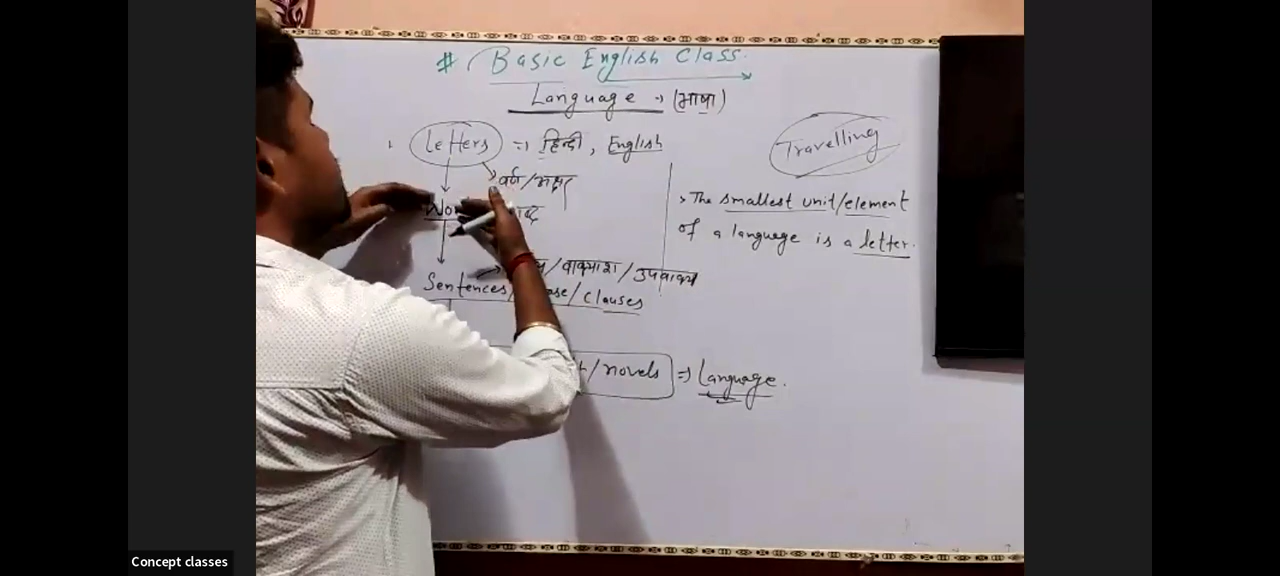 # Basic English Class
Language → (भाषा)
Letters ⇒ हिन्दी, English
वर्ण/अक्षर
Sentences / / Clauses
/वाक्यांश/उपवाक्य
/novels ⇒ Language.
Travelling
> The smallest unit/element
of a language is a letter.
Concept classes